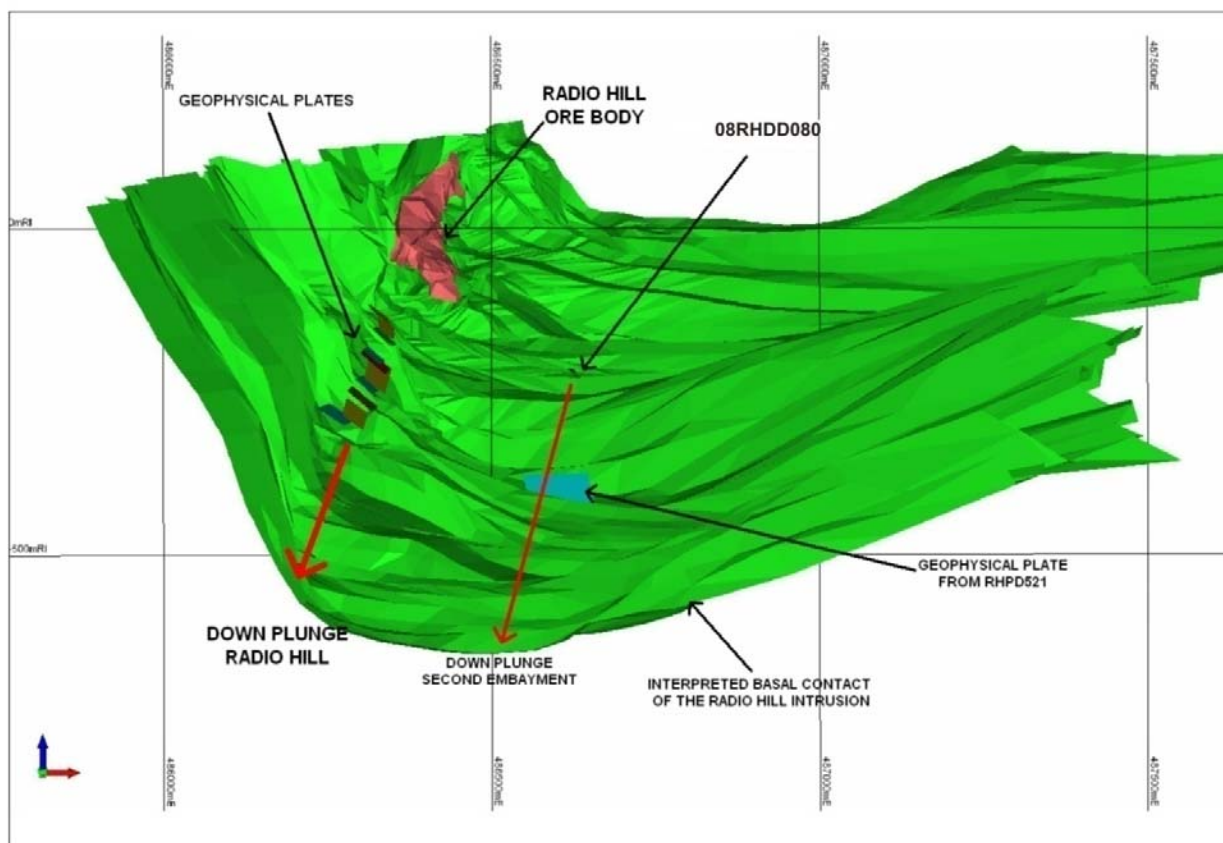 486000mE
486500mE
487000mE
487500mE
GEOPHYSICAL PLATES
RADIO HILL
ORE BODY
08RHDD080
0mRl
-500mRl
GEOPHYSICAL PLATE
FROM RHPD521
DOWN PLUNGE
RADIO HILL
DOWN PLUNGE
SECOND EMBAYMENT
INTERPRETED BASAL CONTACT
OF THE RADIO HILL INTRUSION
486000mE
486500mE
487000mE
487500mE